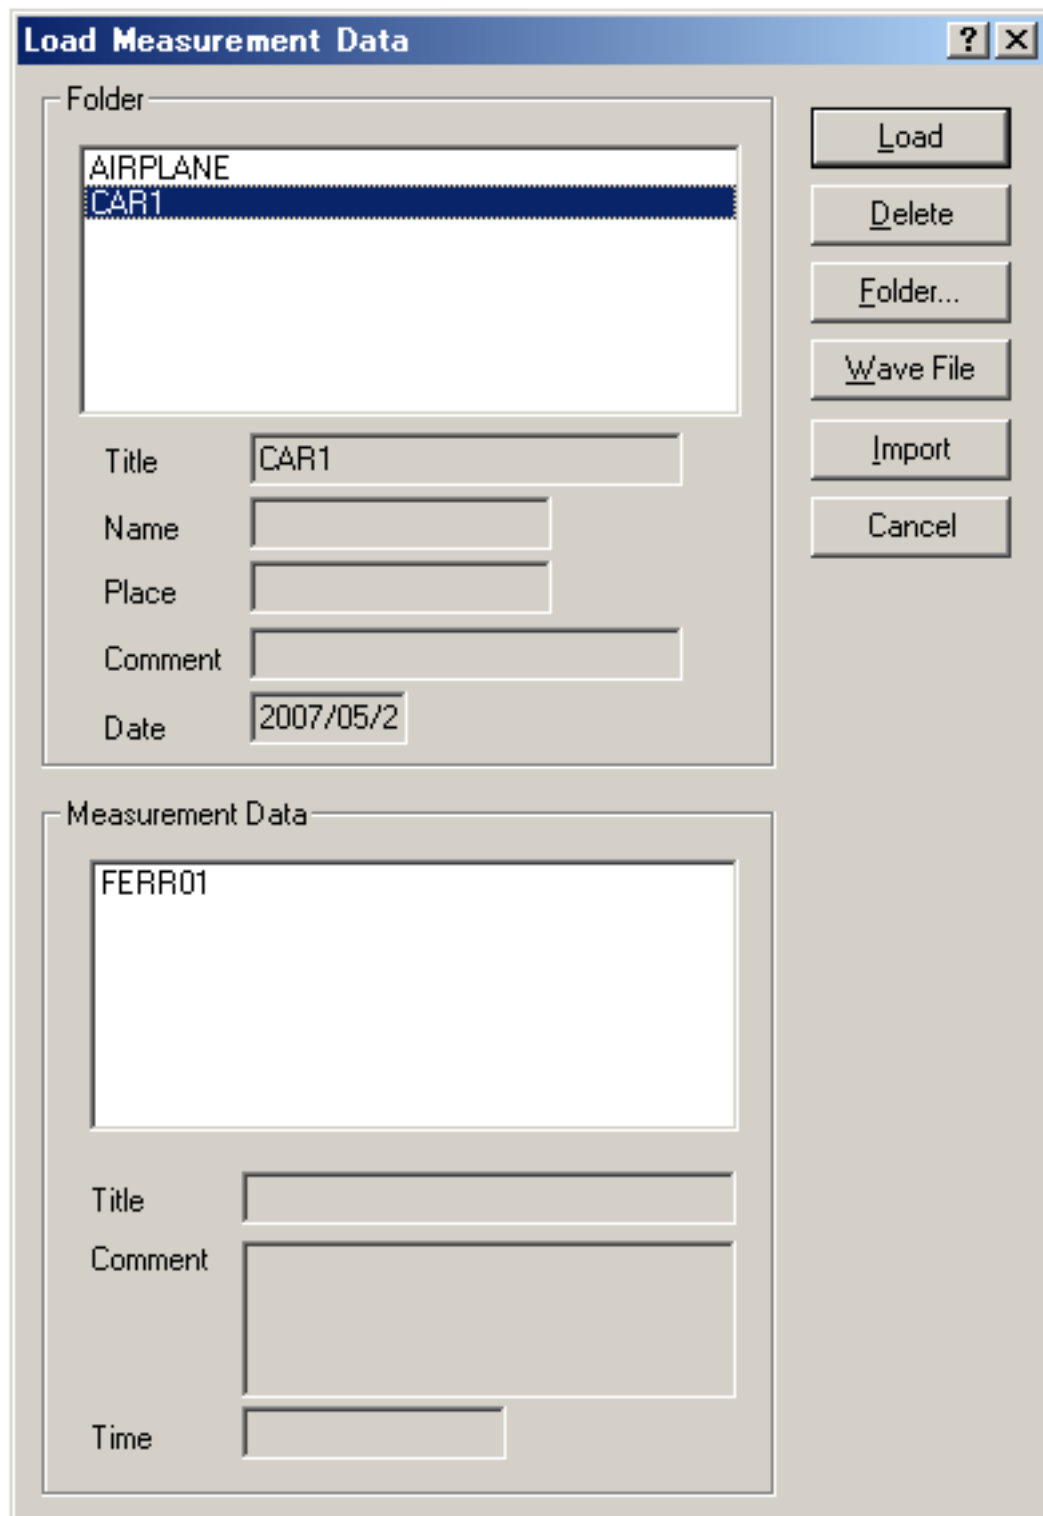 Load Measurement Data
Folder
AIRPLANE
CAR1
Title CAR1
Name
Place
Comment
Date 2007/05/2
Load
Delete
Folder...
Wave File
Import
Cancel
Measurement Data
FERR01
Title
Comment
Time